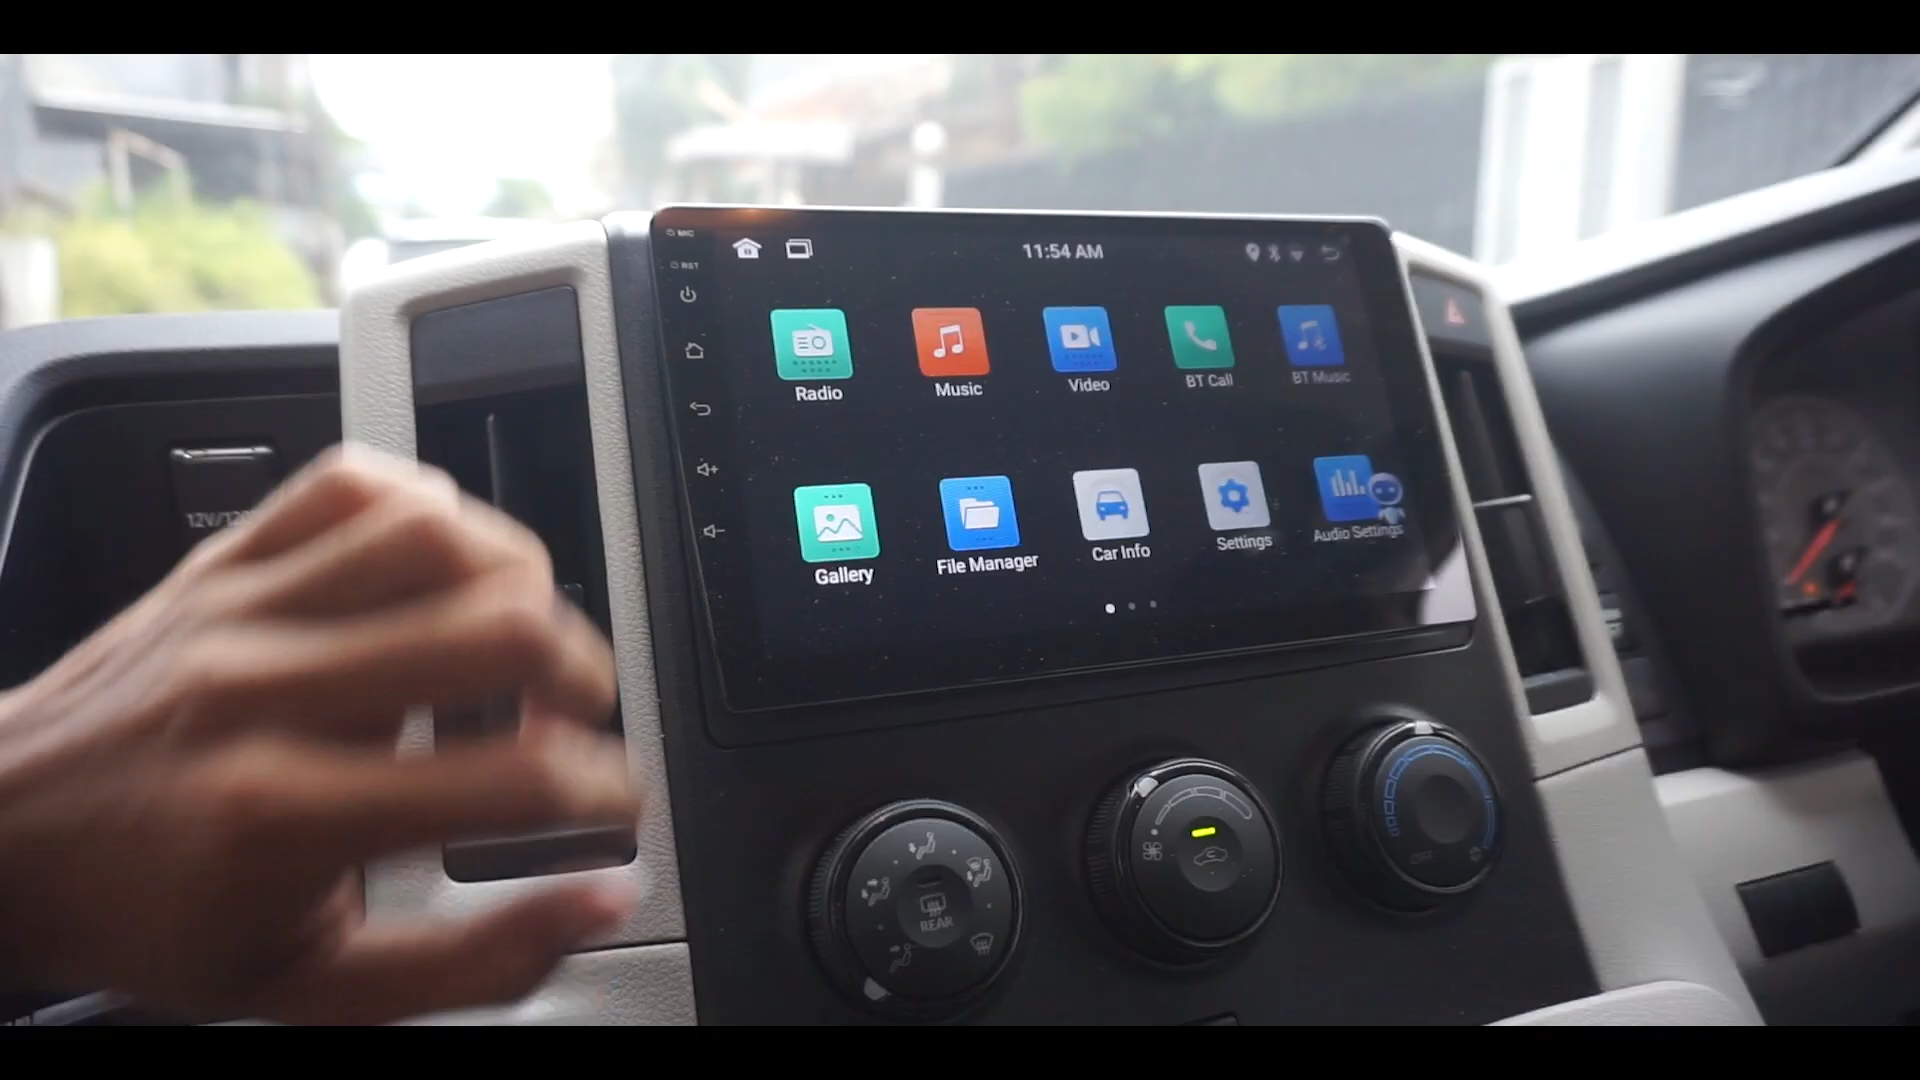 MIC
RST
11:54 AM
Radio
Music
Video
BT Call
BT Music
Gallery
File Manager
Car Info
Settings
Audio Settings
REAR
OFF